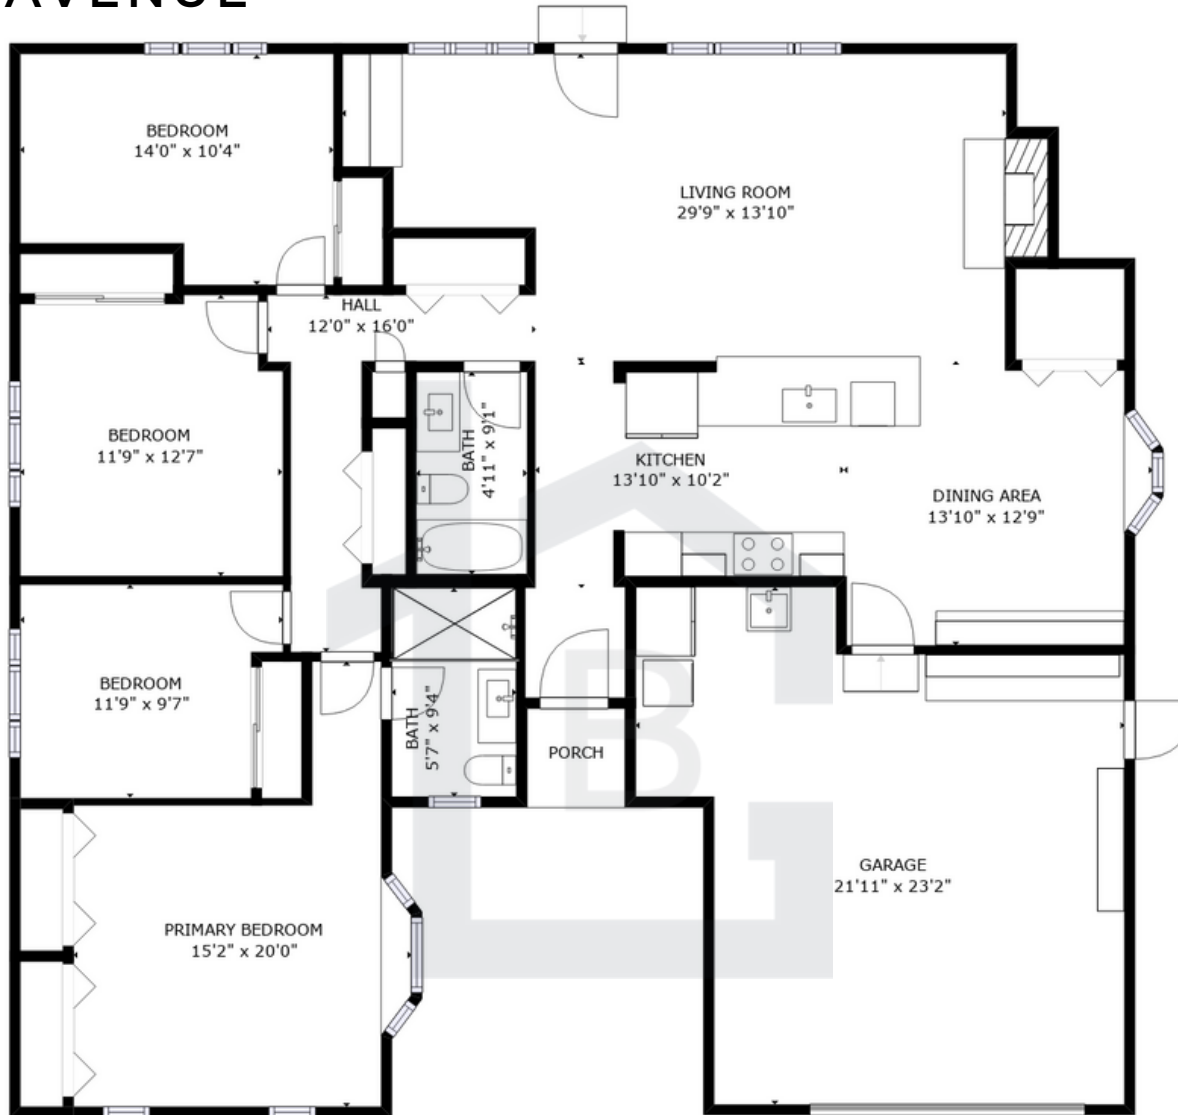 AVENUE
BEDROOM
14'0" x 10'4"
LIVING ROOM
29'9" x 13'10"
HALL
12'0" x 16'0"
BEDROOM
11'9" x 12'7"
BATH
4'11" x 9'1"
KITCHEN
13'10" x 10'2"
DINING AREA
13'10" x 12'9"
BEDROOM
11'9" x 9'7"
BATH
5'7" x 9'4"
PORCH
B
GARAGE
21'11" x 23'2"
PRIMARY BEDROOM
15'2" x 20'0"